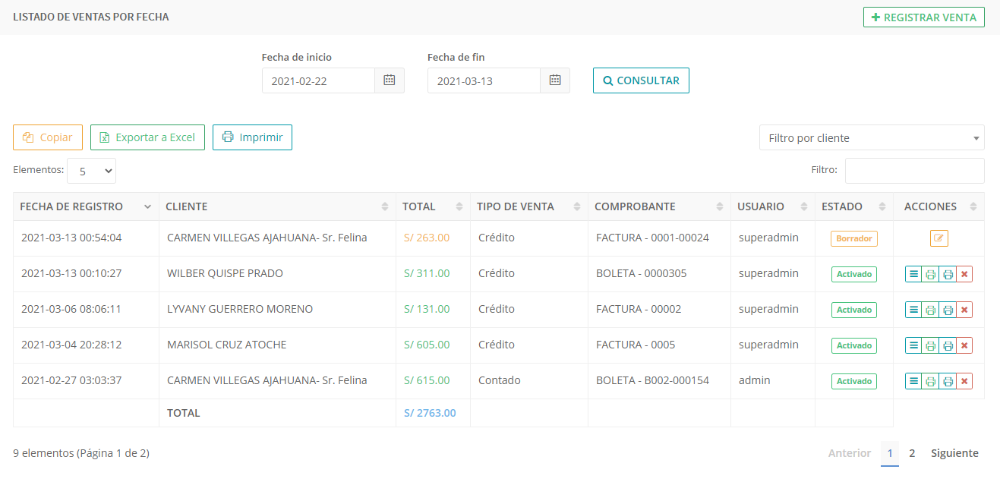 LISTADO DE VENTAS POR FECHA
REGISTRAR VENTA
Fecha de inicio Fecha de fin
2021-02-22 2021-03-13 CONSULTAR
Copiar Exportar a Excel Imprimir Filtro por cliente
Elementos: 5 Filtro:
FECHA DE REGISTRO CLIENTE TOTAL TIPO DE VENTA COMPROBANTE USUARIO ESTADO ACCIONES
2021-03-13 00:54:04 CARMEN VILLEGAS AJAHUANA- Sr. Felina S/ 263.00 Crédito FACTURA - 0001-00024 superadmin Borrador
2021-03-13 00:10:27 WILBER QUISPE PRADO S/ 311.00 Crédito BOLETA - 0000305 superadmin Activado
2021-03-06 08:06:11 LYVANY GUERRERO MORENO S/ 131.00 Crédito FACTURA - 00002 superadmin Activado
2021-03-04 20:28:12 MARISOL CRUZ ATOCHE S/ 605.00 Crédito FACTURA - 0005 superadmin Activado
2021-02-27 03:03:37 CARMEN VILLEGAS AJAHUANA- Sr. Felina S/ 615.00 Contado BOLETA - B002-000154 admin Activado
TOTAL S/ 2763.00
9 elementos (Página 1 de 2) Anterior 1 2 Siguiente